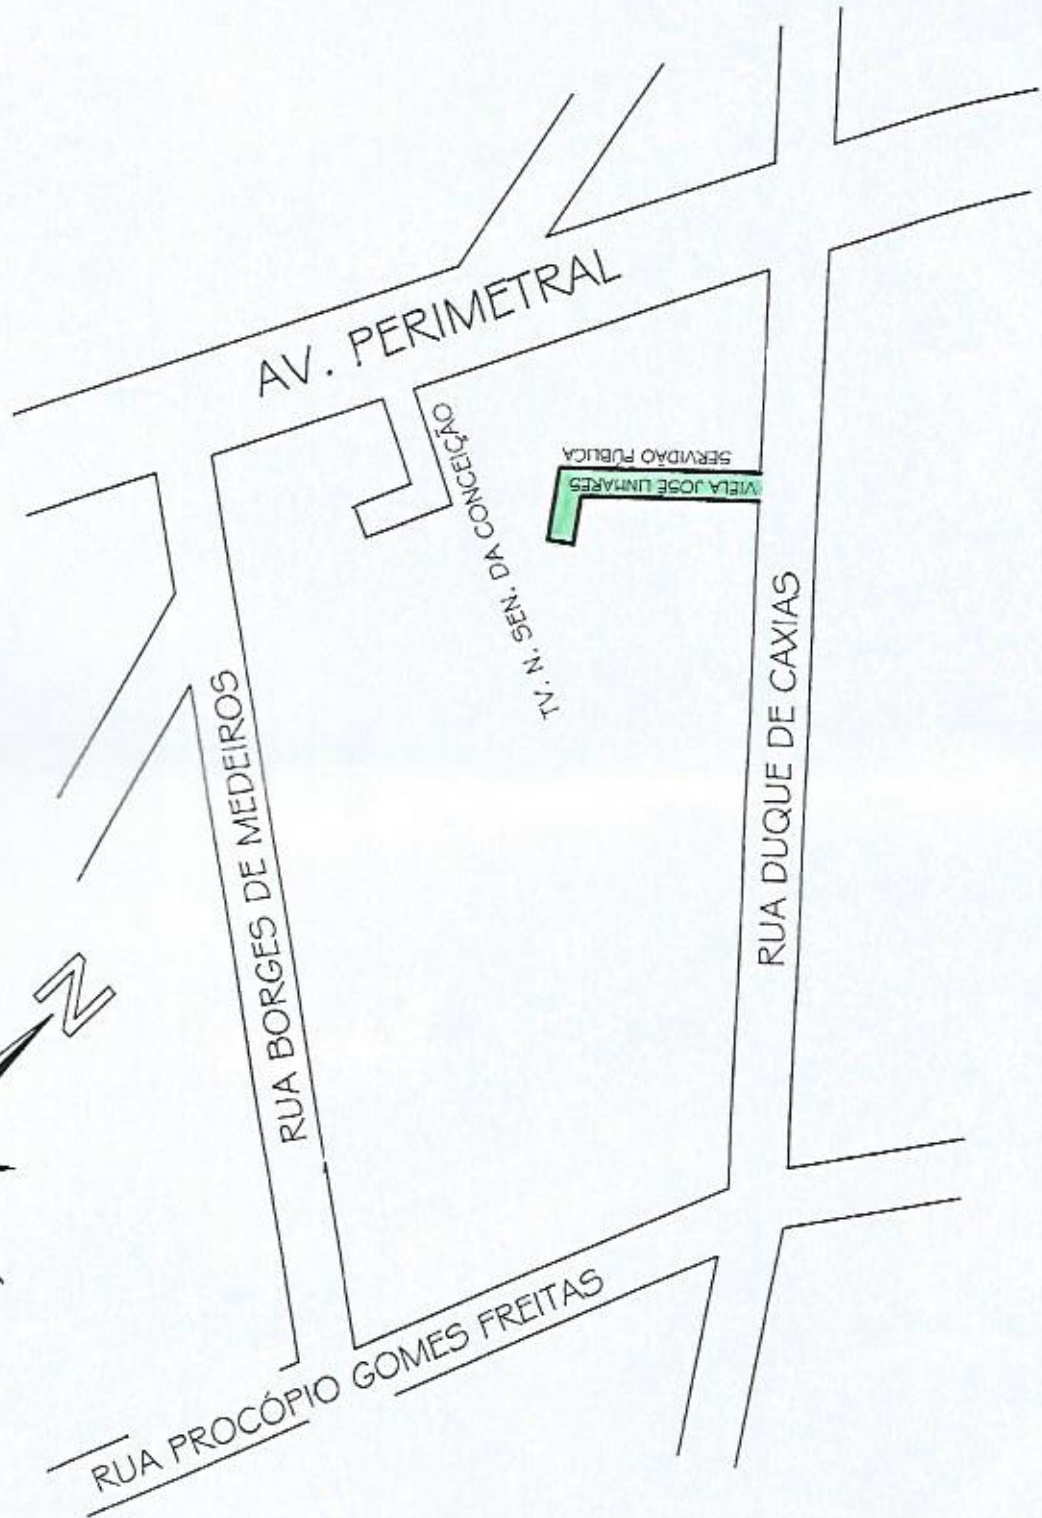 AV. PERIMETRAL
TV. N. SEN. DA CONCEIÇÃO
SERVIDÃO PÚBLICA
VIELA JOSÉ LINHARES
RUA DUQUE DE CAXIAS
RUA BORGES DE MEDEIROS
N
RUA PROCÓPIO GOMES FREITAS